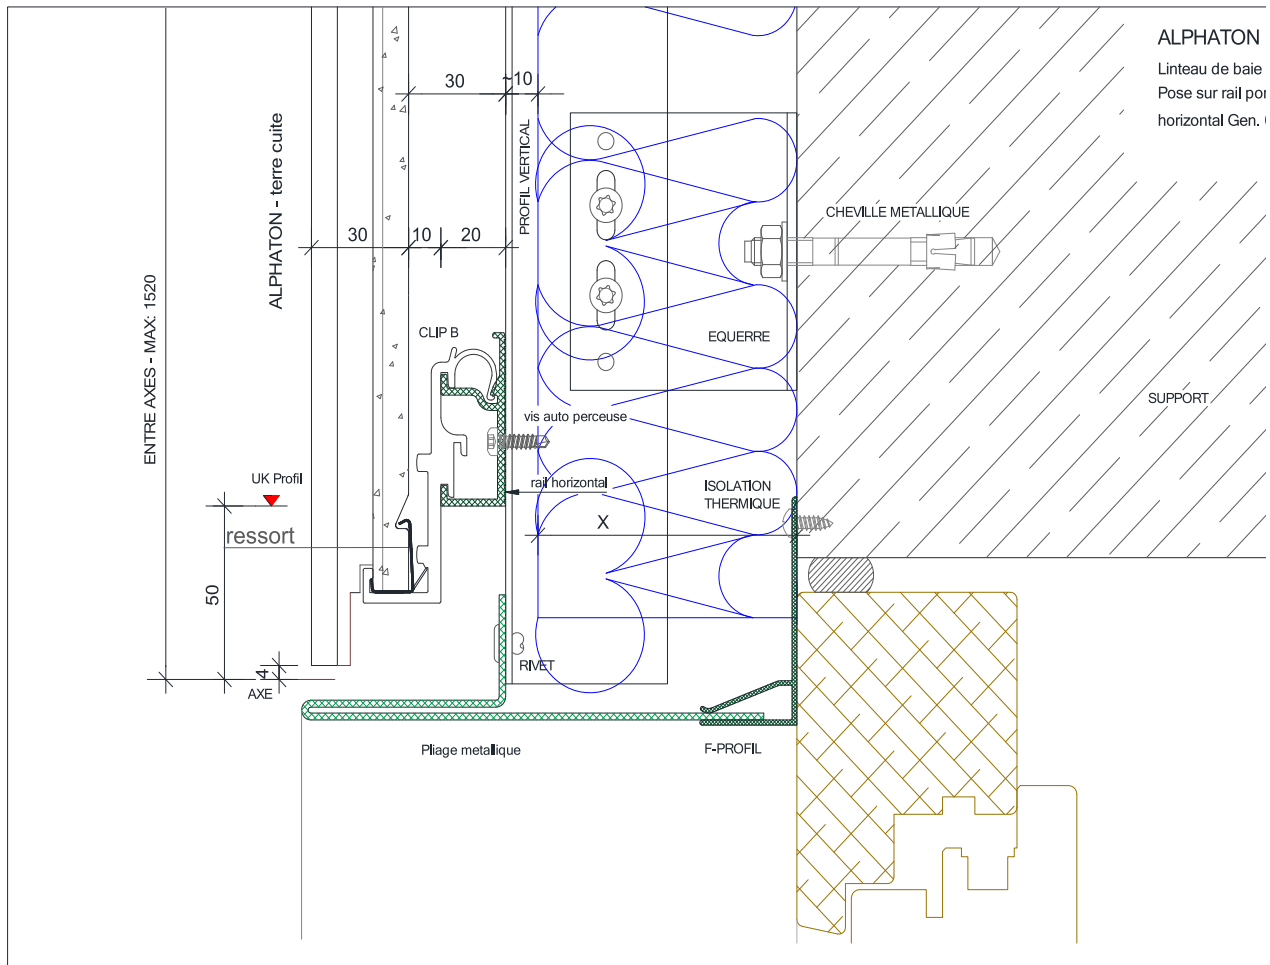 ALPHATON
Linteau de baie
Pose sur rail
horizontal Gen.
30
~10
PROFIL VERTICAL
ALPHATON - terre cuite
30
10
20
CHEVILLE METALLIQUE
ENTRE AXES - MAX: 1520
CLIP B
EQUERRE
SUPPORT
vis auto perceuse
UK Profil
rail horizontal
ISOLATION
THERMIQUE
X
ressort
50
4
AXE
RIVET
Pliage metallique
F-PROFIL